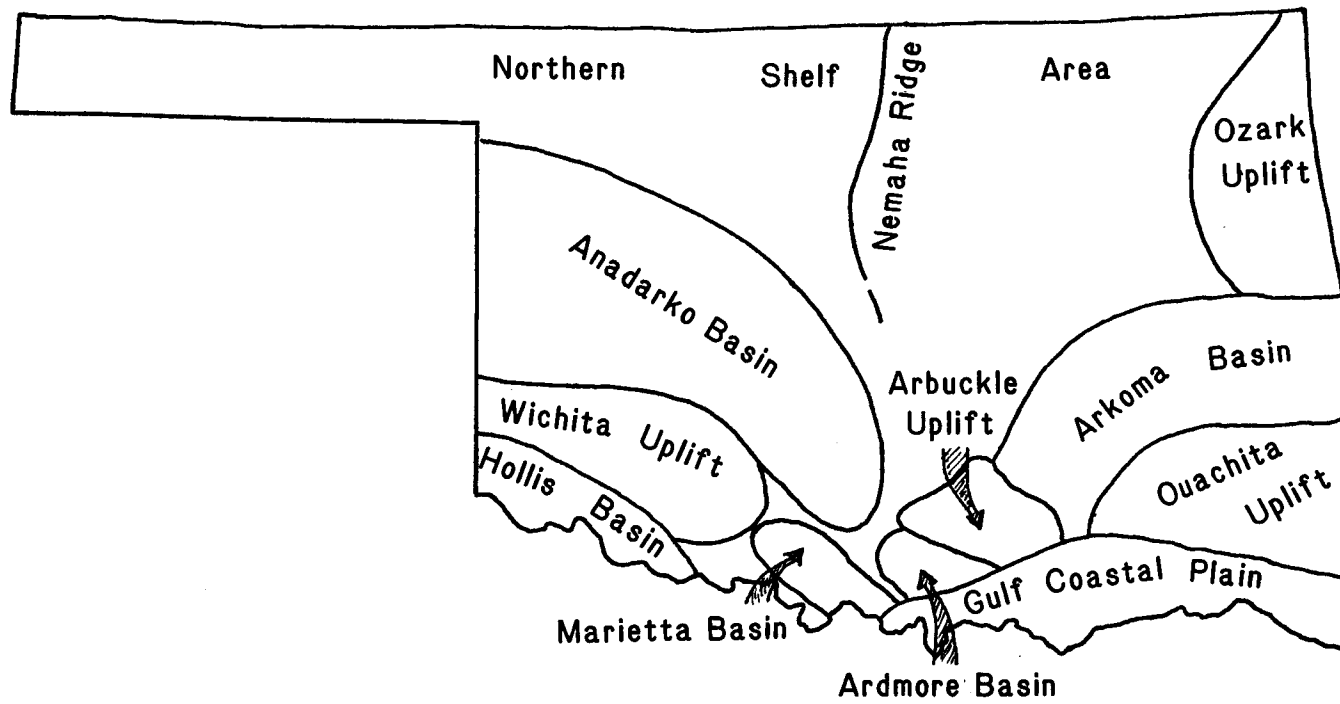 Northern Shelf Area
Nemaha Ridge
Ozark
Uplift
Anadarko Basin
Arbuckle
Uplift
Arkoma Basin
Wichita Uplift
Hollis Basin
Ouachita
Uplift
Gulf Coastal Plain
Marietta Basin
Ardmore Basin